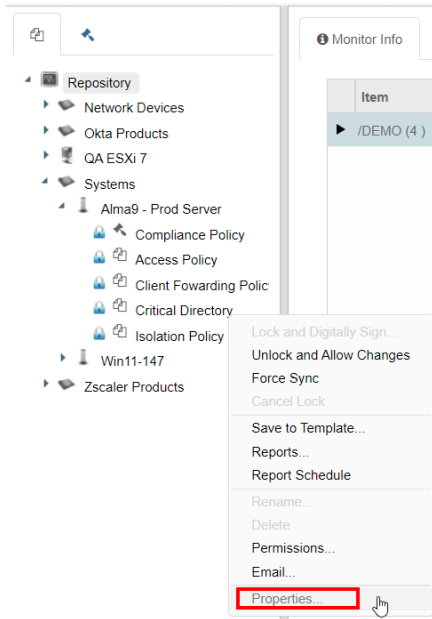 Monitor Info
Repository
Network Devices
Okta Products
QA ESXi 7
Systems
Alma9 - Prod Server
Compliance Policy
Access Policy
Client Fowarding Polic
Critical Directory
Isolation Policy
Win11-147
Zscaler Products
Item
/DEMO (4 )
Lock and Digitally Sign...
Unlock and Allow Changes
Force Sync
Cancel Lock
Save to Template...
Reports...
Report Schedule
Rename...
Delete
Permissions...
Email...
Properties...